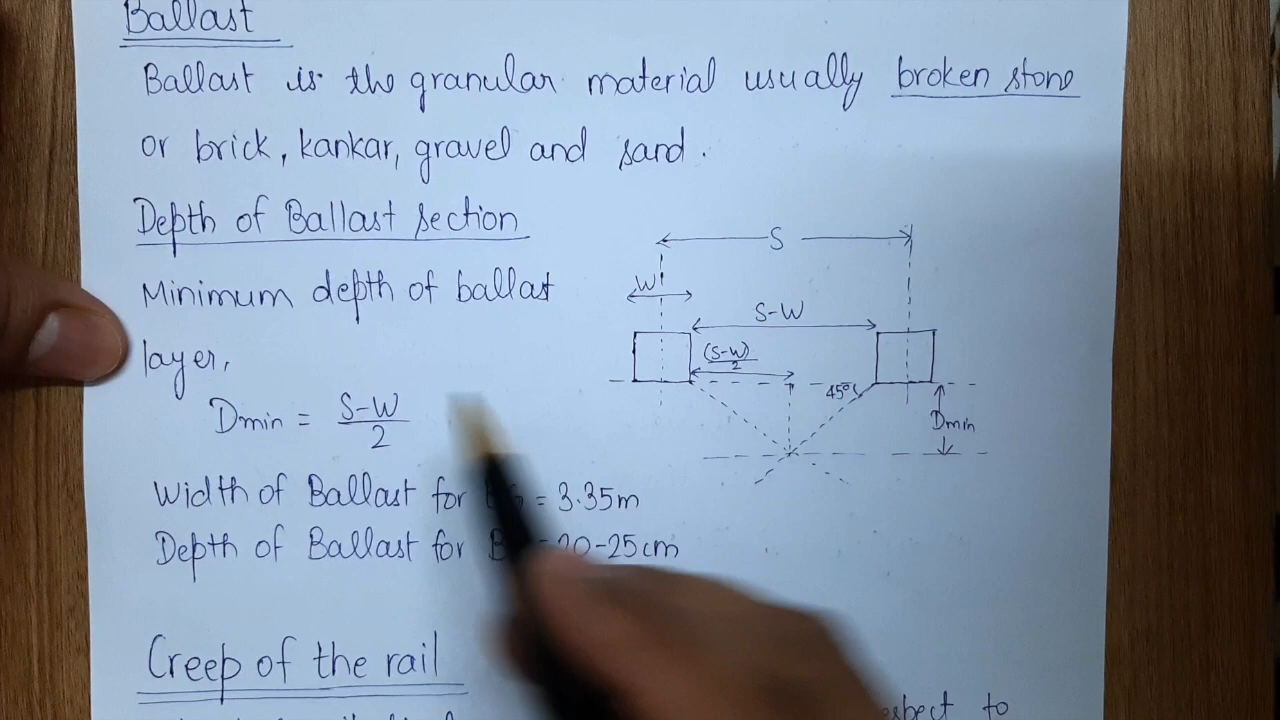 Ballast
Ballast is the granular material usually broken stone
or brick, kankar, gravel and sand.
Depth of Ballast section
Minimum depth of ballast
layer,
Dmin = S-W
2
S
W
S-W
(S-W)
2
45°
Dmin
Width of Ballast for = 3.35m
Depth of Ballast for 20-25cm
Creep of the rail
to